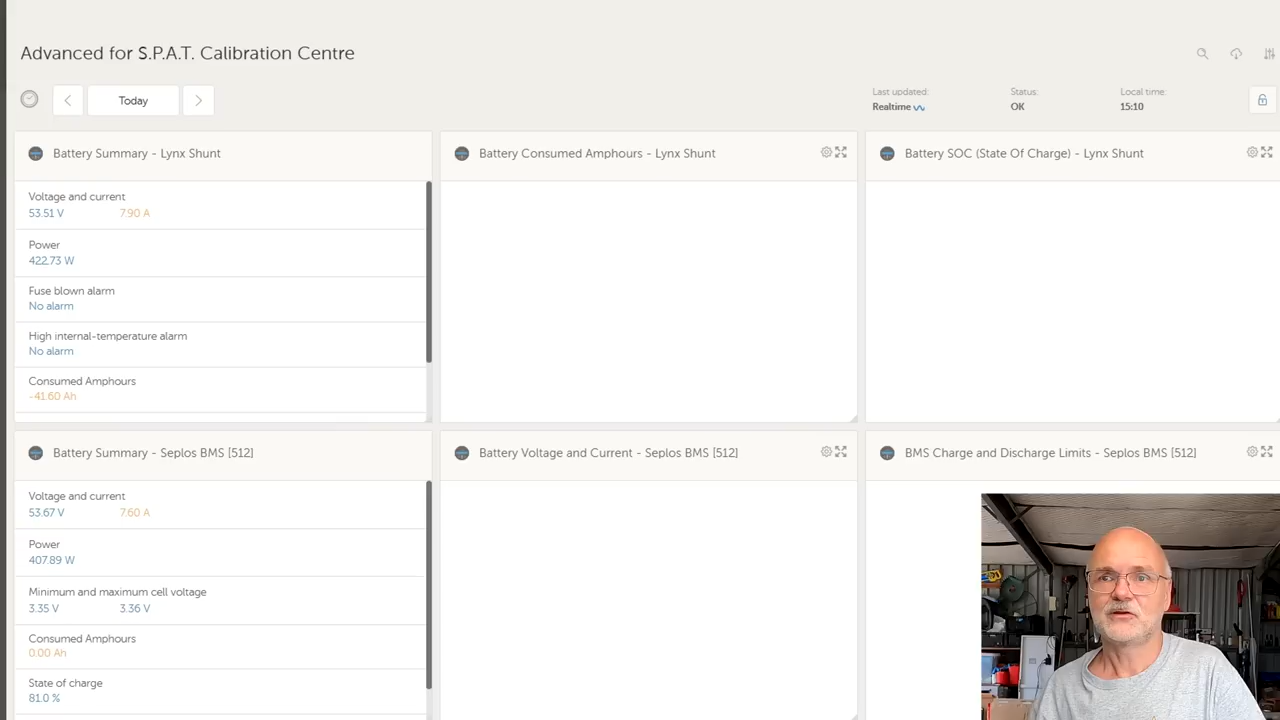 Advanced for S.P.A.T. Calibration Centre
Today
Last updated:
Realtime
Status:
OK
Local time:
15:10
Battery Summary - Lynx Shunt
Voltage and current
53.51 V 7.90 A
Power
422.73 W
Fuse blown alarm
No alarm
High internal-temperature alarm
No alarm
Consumed Amphours
-41.60 Ah
Battery Consumed Amphours - Lynx Shunt
Battery SOC (State Of Charge) - Lynx Shunt
Battery Summary - Seplos BMS [512]
Voltage and current
53.67 V 7.60 A
Power
407.89 W
Minimum and maximum cell voltage
3.35 V 3.36 V
Consumed Amphours
0.00 Ah
State of charge
81.0 %
Battery Voltage and Current - Seplos BMS [512]
BMS Charge and Discharge Limits - Seplos BMS [512]